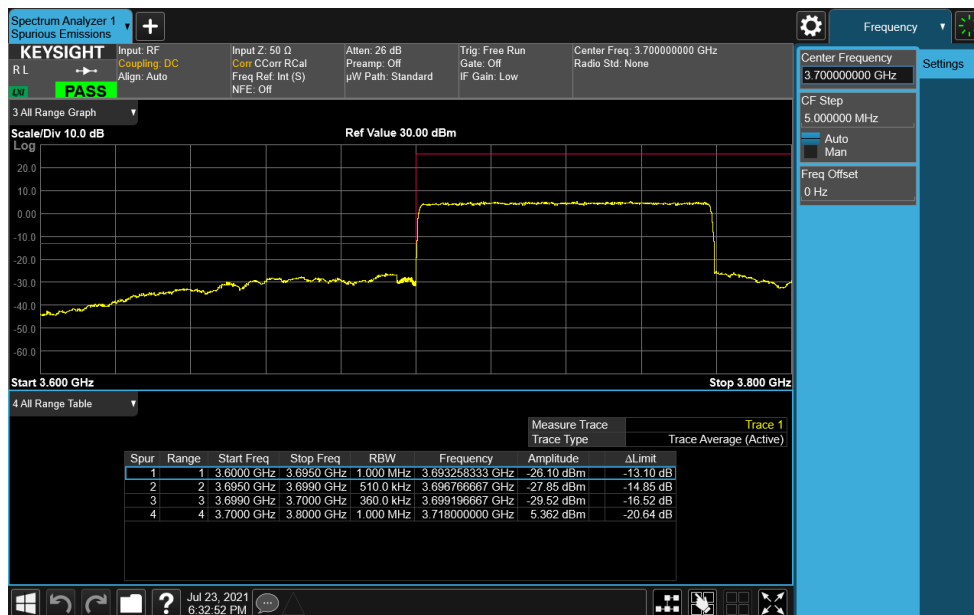 Spectrum Analyzer 1
Spurious Emissions
Frequency
KEYSIGHT
R L
LXI
PASS
Input: RF
Coupling: DC
Align: Auto
Input Z: 50 Ω
Corr CCorr RCal
Freq Ref: Int (S)
NFE: Off
Atten: 26 dB
Preamp: Off
µW Path: Standard
Trig: Free Run
Gate: Off
IF Gain: Low
Center Freq: 3.700000000 GHz
Radio Std: None
Center Frequency
3.700000000 GHz
Settings
CF Step
5.000000 MHz
Auto
Man
Freq Offset
0 Hz
3 All Range Graph
Scale/Div 10.0 dB
Ref Value 30.00 dBm
Log
20.0
10.0
0.00
-10.0
-20.0
-30.0
-40.0
-50.0
-60.0
Start 3.600 GHz
Stop 3.800 GHz
4 All Range Table
Measure Trace Trace 1
Trace Type Trace Average (Active)
Spur Range Start Freq Stop Freq RBW Frequency Amplitude ΔLimit
1 1 3.6000 GHz 3.6950 GHz 1.000 MHz 3.693258333 GHz -26.10 dBm -13.10 dB
2 2 3.6950 GHz 3.6990 GHz 510.0 kHz 3.696766667 GHz -27.85 dBm -14.85 dB
3 3 3.6990 GHz 3.7000 GHz 360.0 kHz 3.699196667 GHz -29.52 dBm -16.52 dB
4 4 3.7000 GHz 3.8000 GHz 1.000 MHz 3.718000000 GHz 5.362 dBm -20.64 dB
Jul 23, 2021
6:32:52 PM